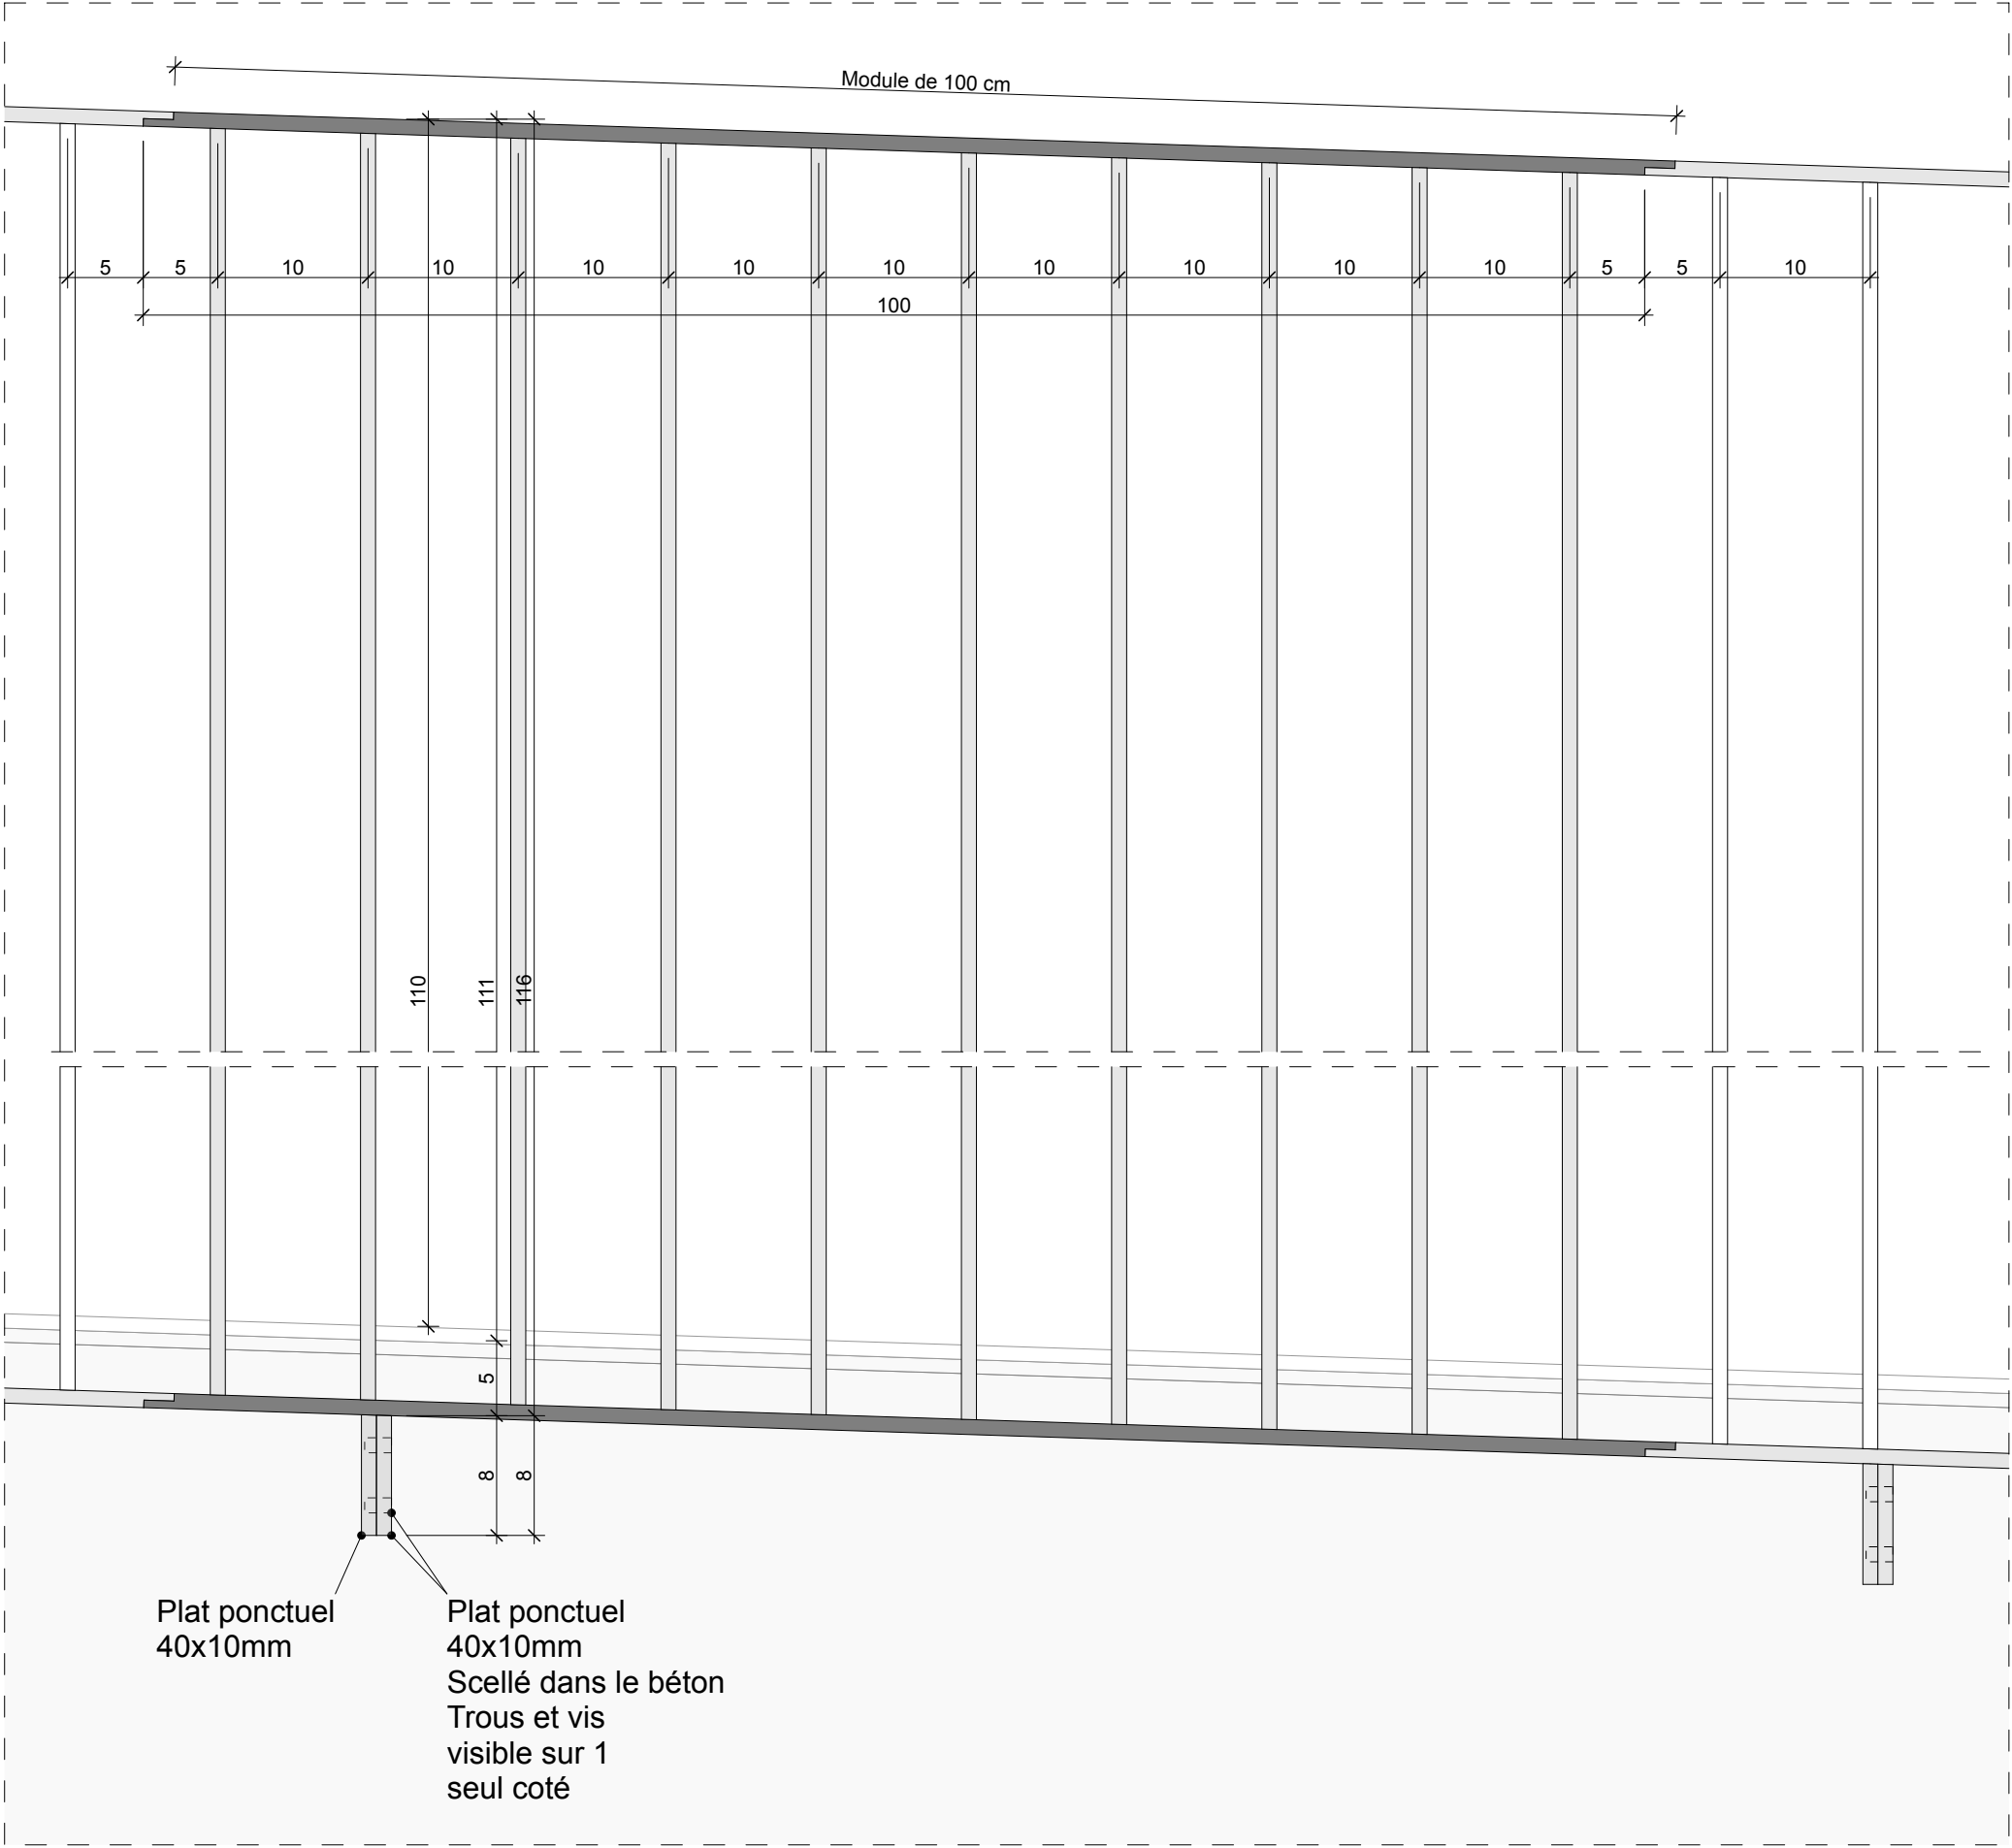 Module de 100 cm
5 5 10 10 10 10 10 10 10 10 10 5 5 10
100
110
111
116
5
8
8
Plat ponctuel
40x10mm
Plat ponctuel
40x10mm
Scellé dans le béton
Trous et vis
visible sur 1
seul coté